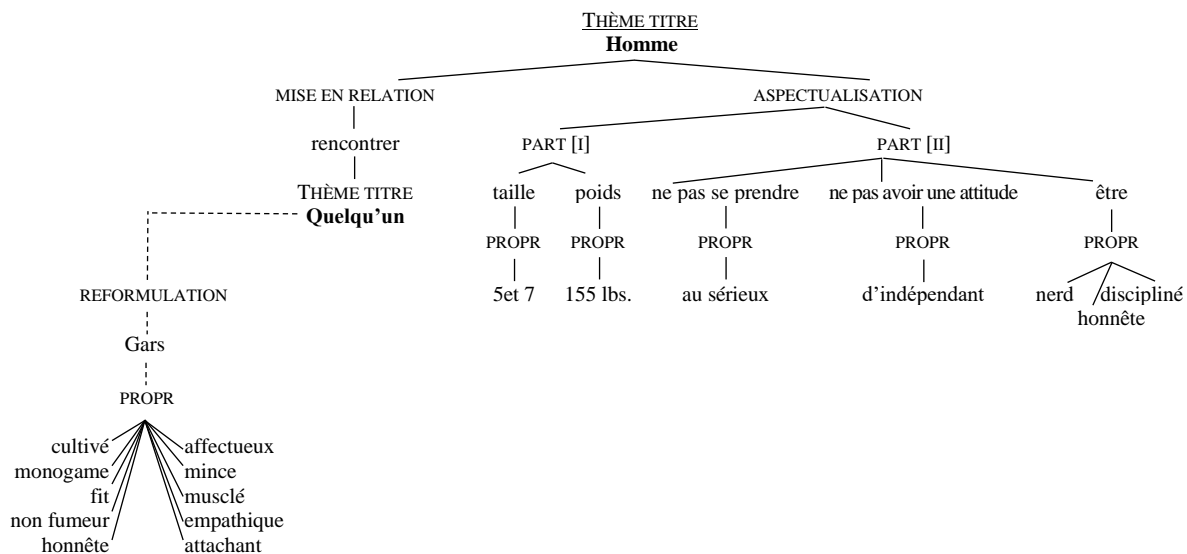 THÈME TITRE
Homme
MISE EN RELATION ASPECTUALISATION
rencontrer PART [I] PART [II]
THÈME TITRE taille poids ne pas se prendre ne pas avoir une attitude être
Quelqu'un PROPR PROPR PROPR PROPR PROPR
REFORMULATION 5et 7 155 lbs. au sérieux d'indépendant nerd discipliné
honnête
Gars
PROPR
cultivé affectueux
monogame mince
fit musclé
non fumeur empathique
honnête attachant